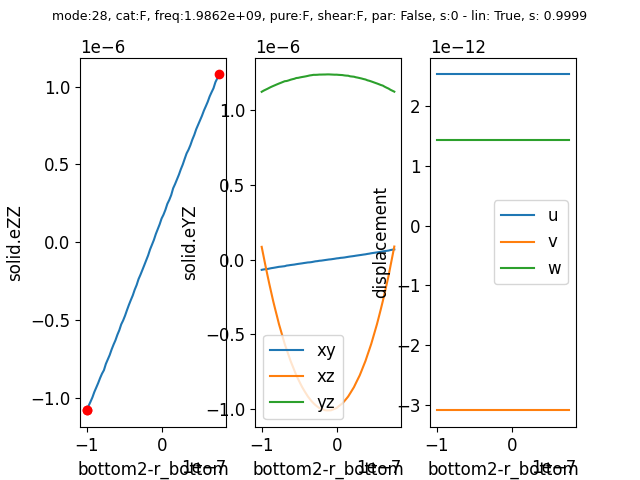 mode:28, cat:F, freq:1.9862e+09, pure:F, shear:F, par: False, s:0 - lin: True, s: 0.9999
1e−6
1e−6
1e−12
solid.eZZ
1.0
0.5
0.0
−0.5
−1.0
−1
0
1e−7
bottom2-r_bottom
solid.eYZ
1.0
0.5
0.0
−0.5
−1.0
xy
xz
yz
−1
0
1e−7
bottom2-r_bottom
displacement
2
1
0
−1
−2
−3
u
v
w
−1
0
1e−7
bottom2-r_bottom